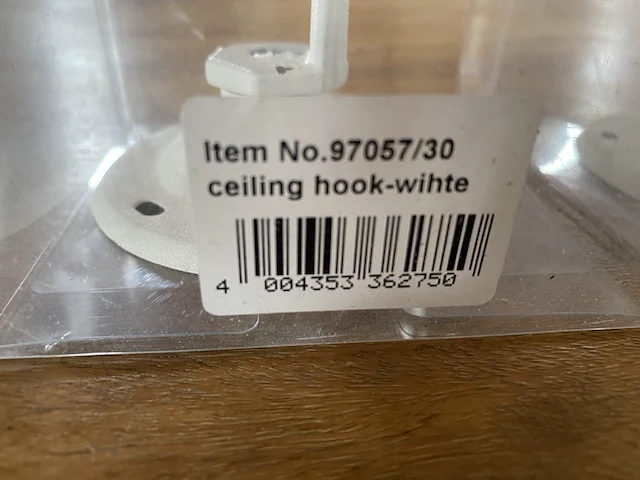 Item No.97057/30
ceiling hook-wihte
4 004353 362750